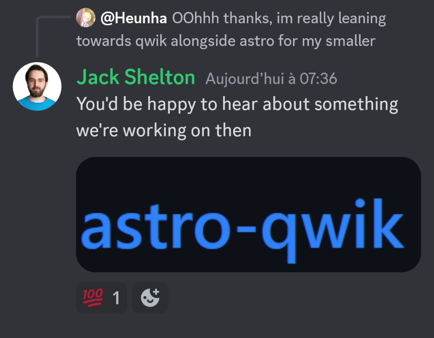 @Heunha OOhhh thanks, im really leaning
towards qwik alongside astro for my smaller
Jack Shelton Aujourd'hui à 07:36
You'd be happy to hear about something
we're working on then
astro-qwik
100 1